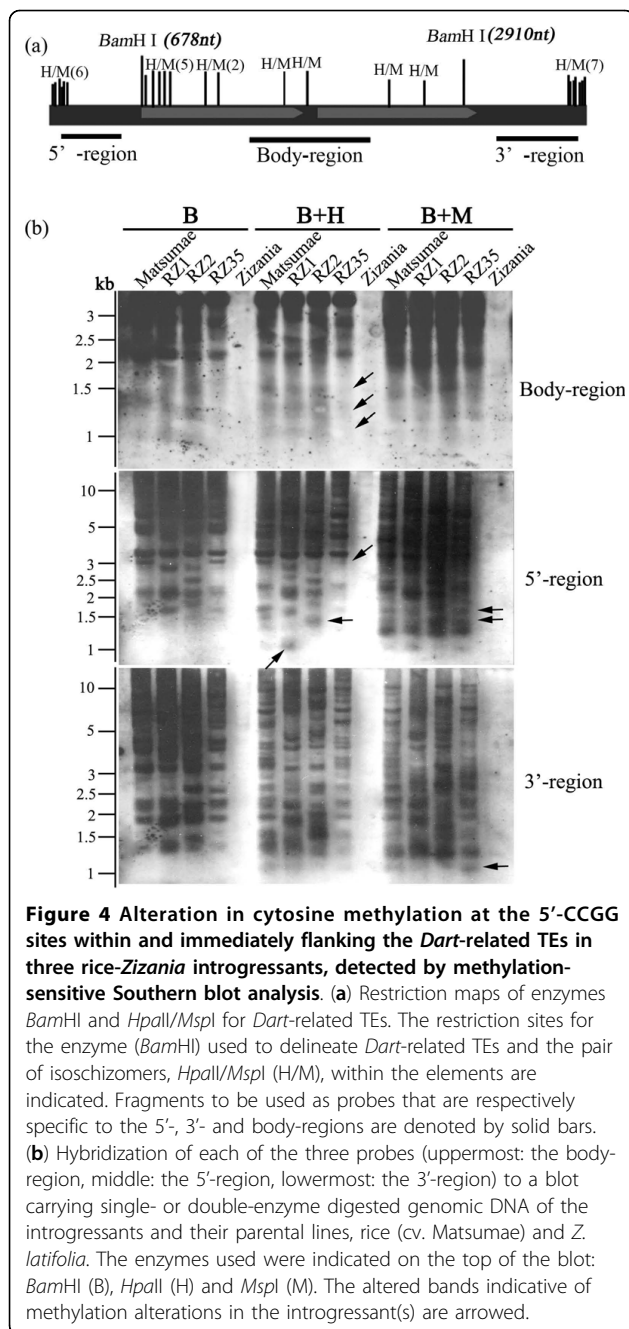 (a)
BamH I (678nt)
BamH I (2910nt)
H/M(6) H/M(5) H/M(2) H/M H/M H/M H/M H/M(7)
5' -region Body-region 3' -region
(b)
B B+H B+M
Matsumae RZ1 RZ2 RZ35 Zizania Matsumae RZ1 RZ2 RZ35 Zizania Matsumae RZ1 RZ2 RZ35 Zizania
kb
3
2.5
2
1.5
1
Body-region
10
5
3
2.5
2
1.5
1
5'-region
10
5
3
2.5
2
1.5
1
3'-region
Figure 4 Alteration in cytosine methylation at the 5'-CCGG
sites within and immediately flanking the Dart-related TEs in
three rice-Zizania introgressants, detected by methylation-
sensitive Southern blot analysis. (a) Restriction maps of enzymes
BamHI and HpaII/MspI for Dart-related TEs. The restriction sites for
the enzyme (BamHI) used to delineate Dart-related TEs and the pair
of isoschizomers, HpaII/MspI (H/M), within the elements are
indicated. Fragments to be used as probes that are respectively
specific to the 5'-, 3'- and body-regions are denoted by solid bars.
(b) Hybridization of each of the three probes (uppermost: the body-
region, middle: the 5'-region, lowermost: the 3'-region) to a blot
carrying single- or double-enzyme digested genomic DNA of the
introgressants and their parental lines, rice (cv. Matsumae) and Z.
latifolia. The enzymes used were indicated on the top of the blot:
BamHI (B), HpaII (H) and MspI (M). The altered bands indicative of
methylation alterations in the introgressant(s) are arrowed.